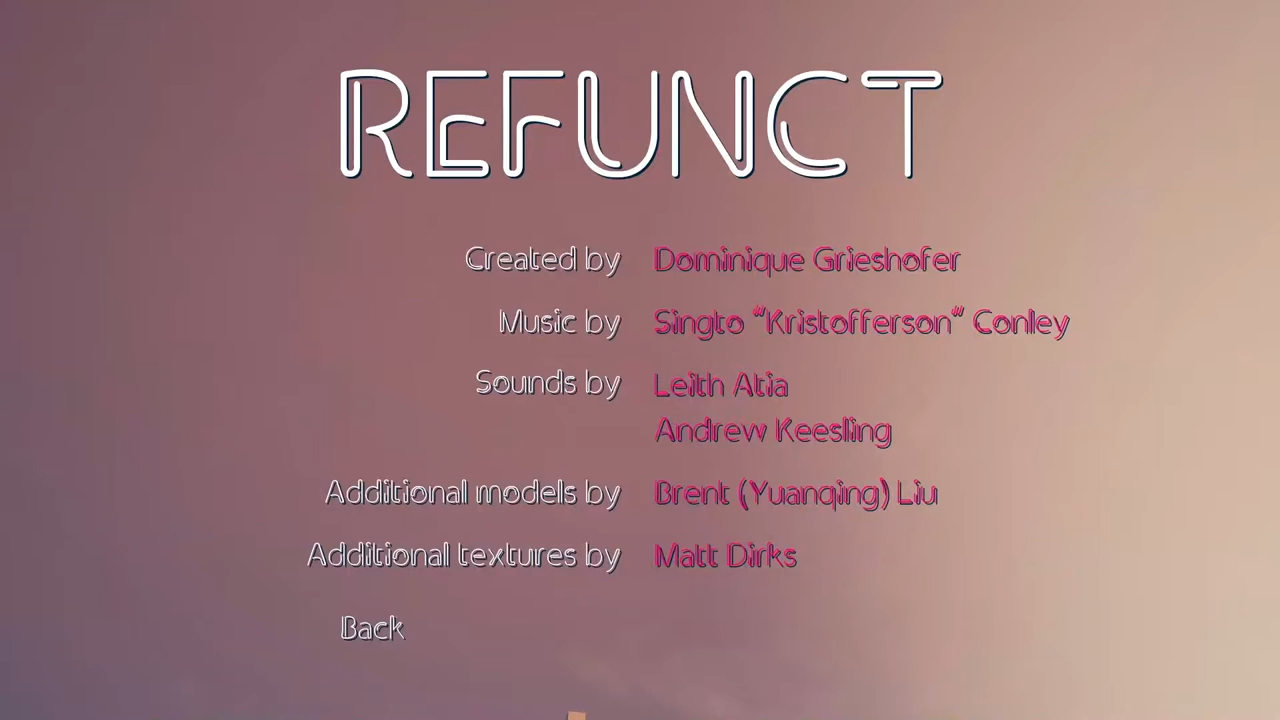 REFUNCT
Created by Dominique Grieshofer
Music by Singto "Kristofferson" Conley
Sounds by Leith Atia
Andrew Keesling
Additional models by Brent (Yuanqing) Liu
Additional textures by Matt Dirks
Back